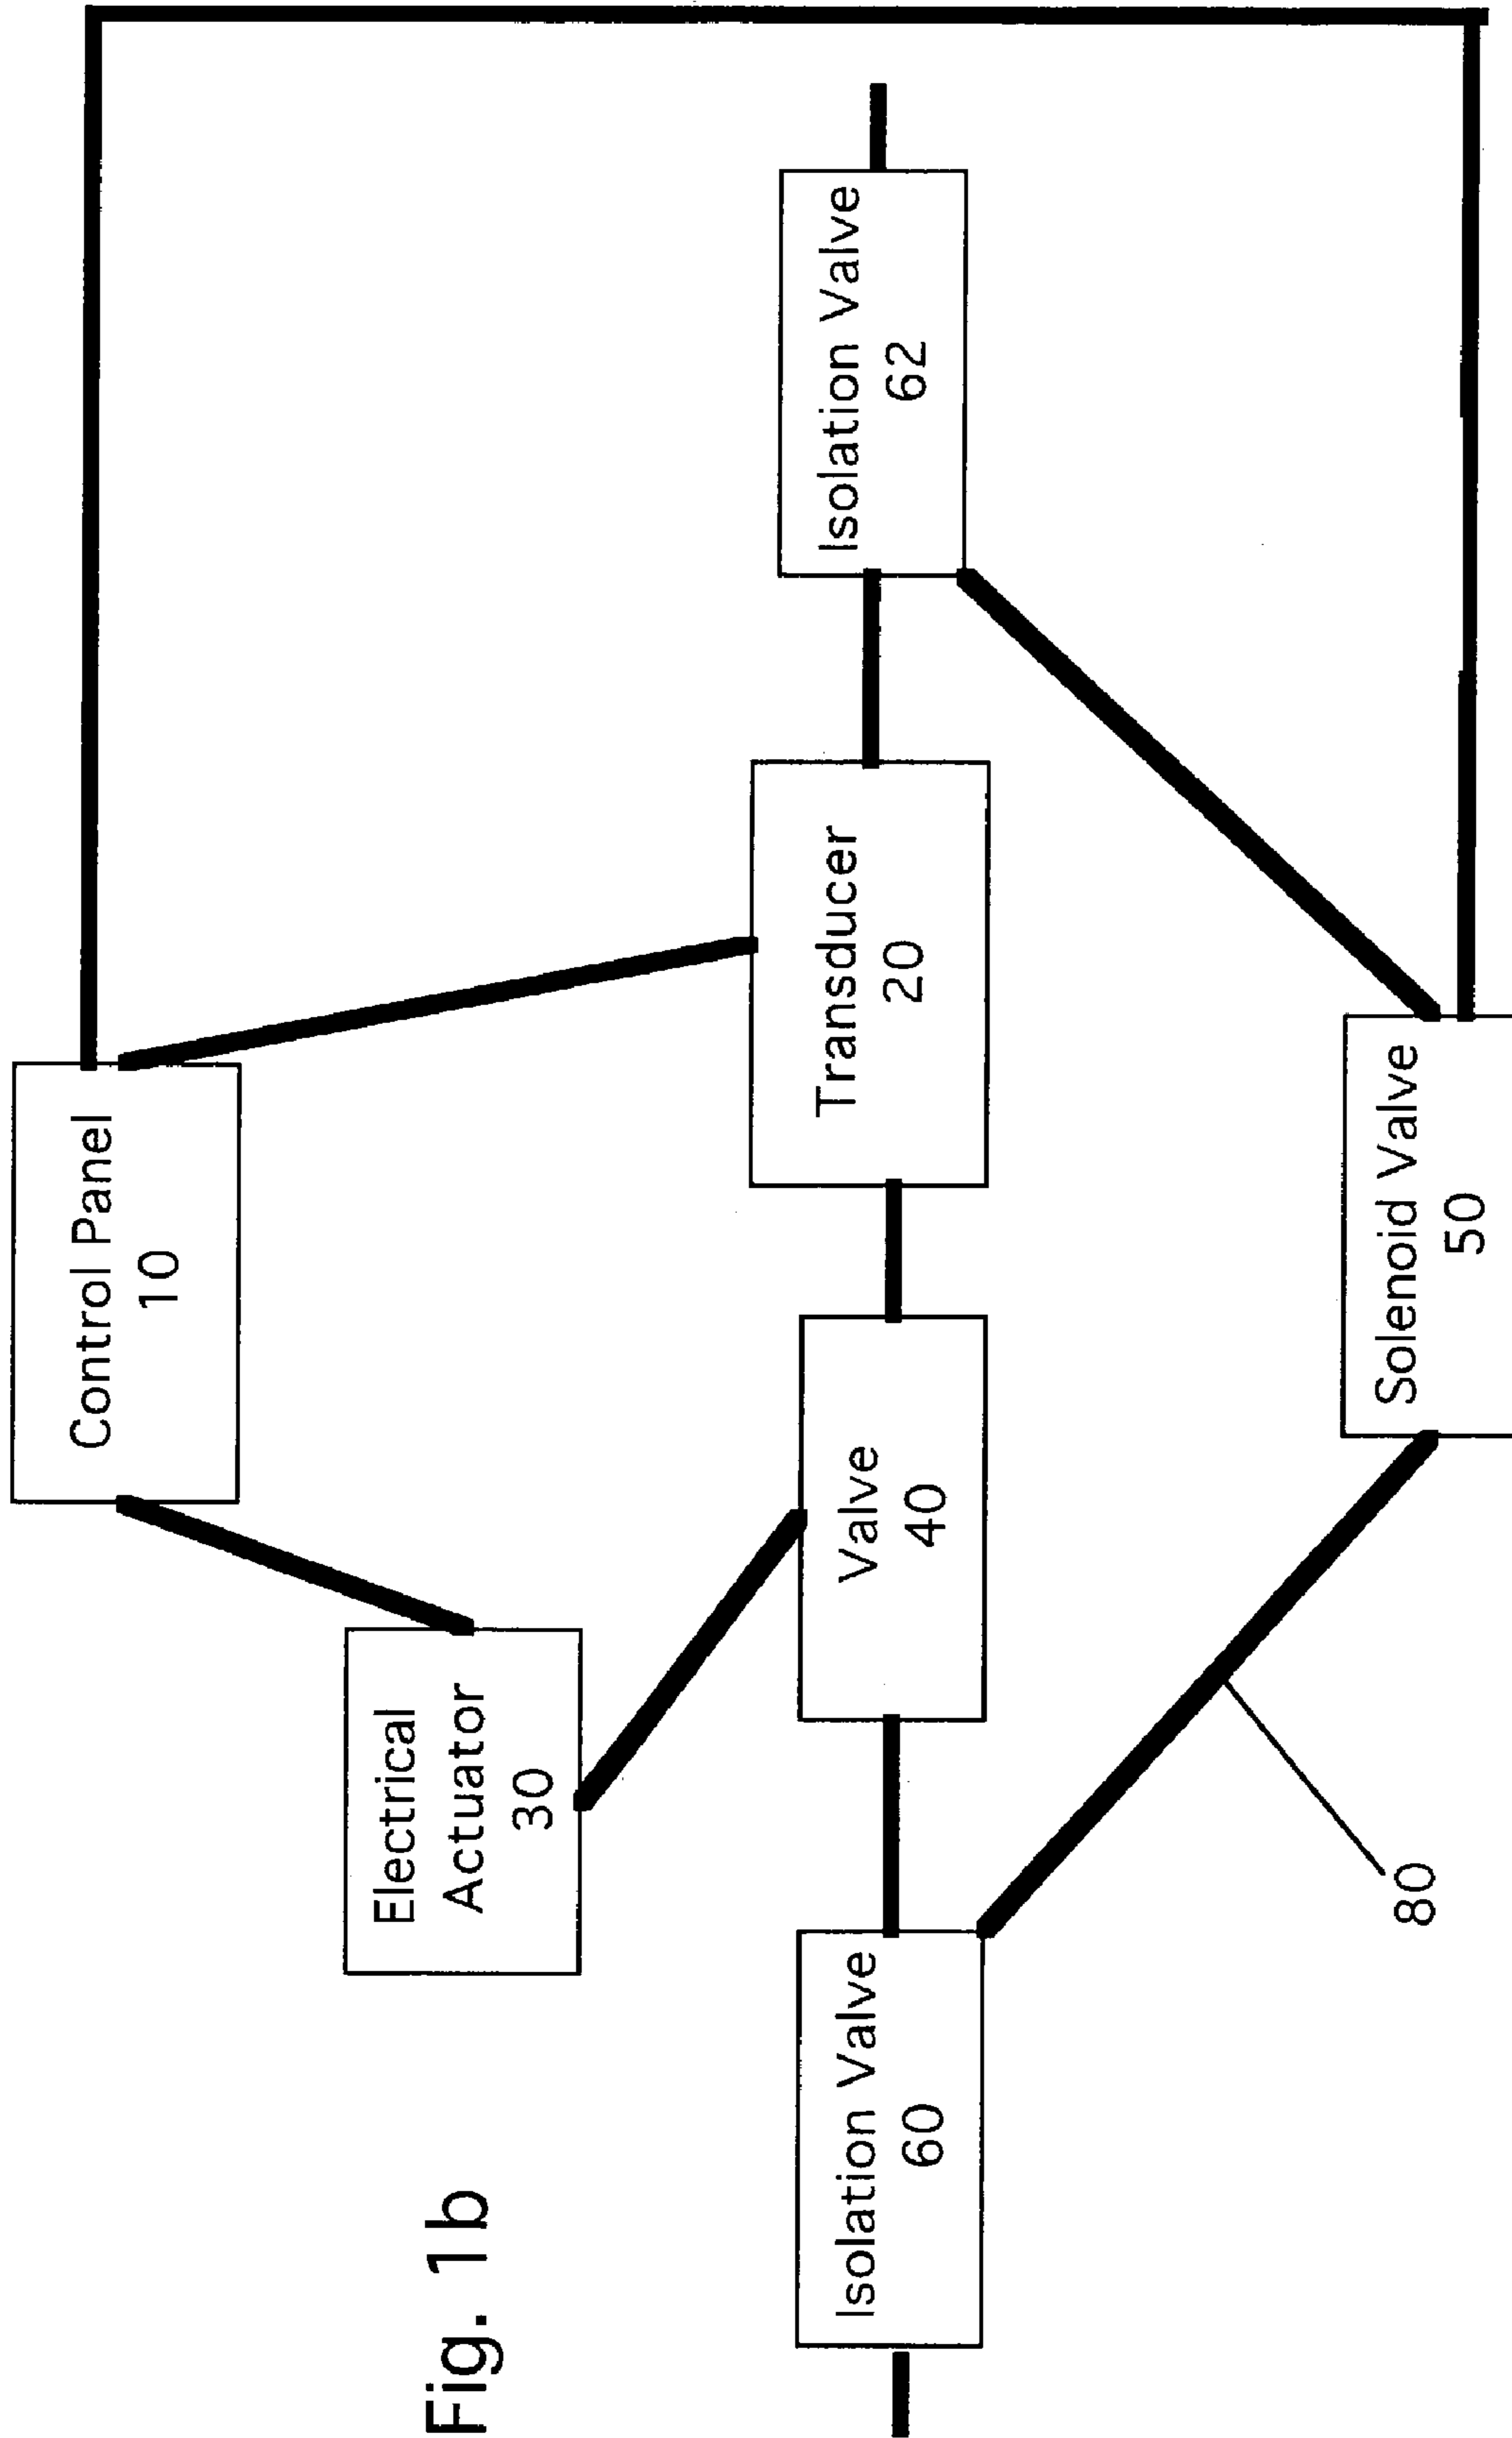 Fig. 1b
Control Panel
10
Electrical
Actuator
30
Isolation Valve
60
Valve
40
Transducer
20
Isolation Valve
62
Solenoid Valve
50
80